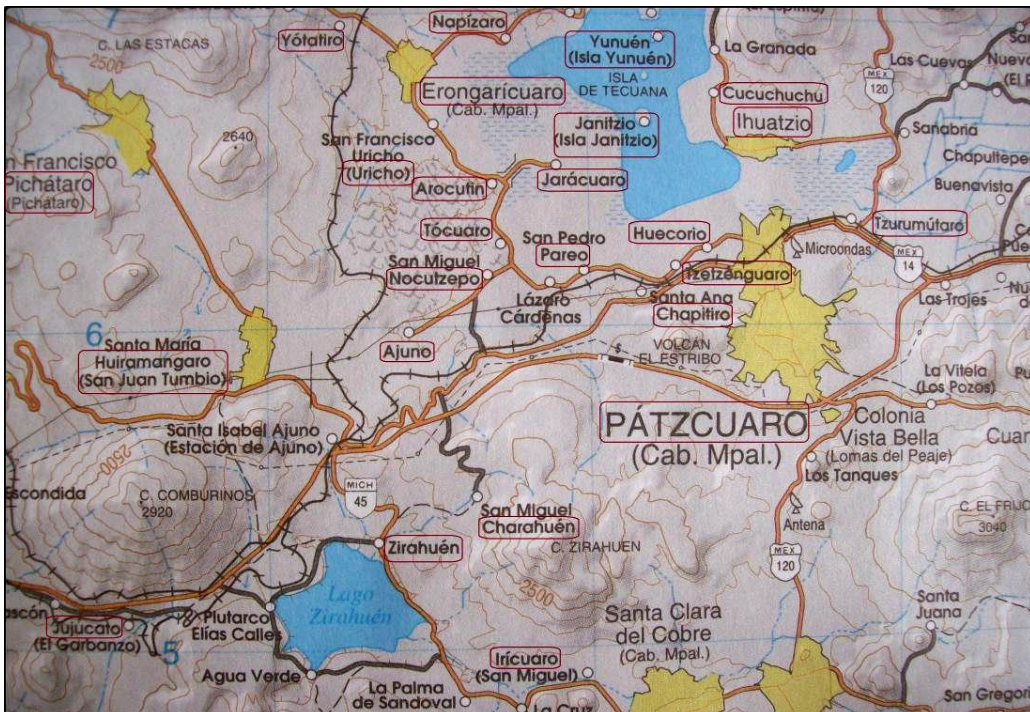 7
Napízaro
Yótatiro
C. LAS ESTACAS
2500
Yunuén
(Isla Yunuén)
ISLA
DE TECUANA
La Granada
Las Cuevas
MEX
120
Cucuchuchu
Erongarícuaro
(Cab. Mpal.)
Janitzio
(Isla Janitzio)
Ihuatzio
Sanabria
2640
San Francisco
Uricho
(Uricho)
Francisco
Pichátaro
(Pichátaro)
Arocutin
Jarácuaro
Buenavista
Tócuaro
San Pedro
Pareo
Huecorio
Tzurumútaro
Microondas
MEX
14
San Miguel
Nocutzepo
Tzetzénguaro
Lázaro
Cárdenas
Santa Ana
Chapitiro
Las Trojes
6
Ajuno
VOLCÁN
EL ESTRIBO
Santa María
Huiramangaro
(San Juan Tumbio)
La Vitela
(Los Pozos)
PÁTZCUARO
(Cab. Mpal.)
Colonia
Vista Bella
(Lomas del Peaje)
Santa Isabel Ajuno
(Estación de Ajuno)
Los Tanques
2500
Escondida
C. COMBURINOS
2920
MICH
45
San Miguel
Charahuén
Antena
3040
Zirahuén
C. ZIRAHUEN
MEX
120
2500
Lago
Zirahuén
Plutarco
Elías Calles
Jujucato
(El Garbanzo)
5
Santa Clara
del Cobre
(Cab. Mpal.)
Santa
Juana
Irícuaro
(San Miguel)
Agua Verde
La Palma
de Sandoval
La Cruz